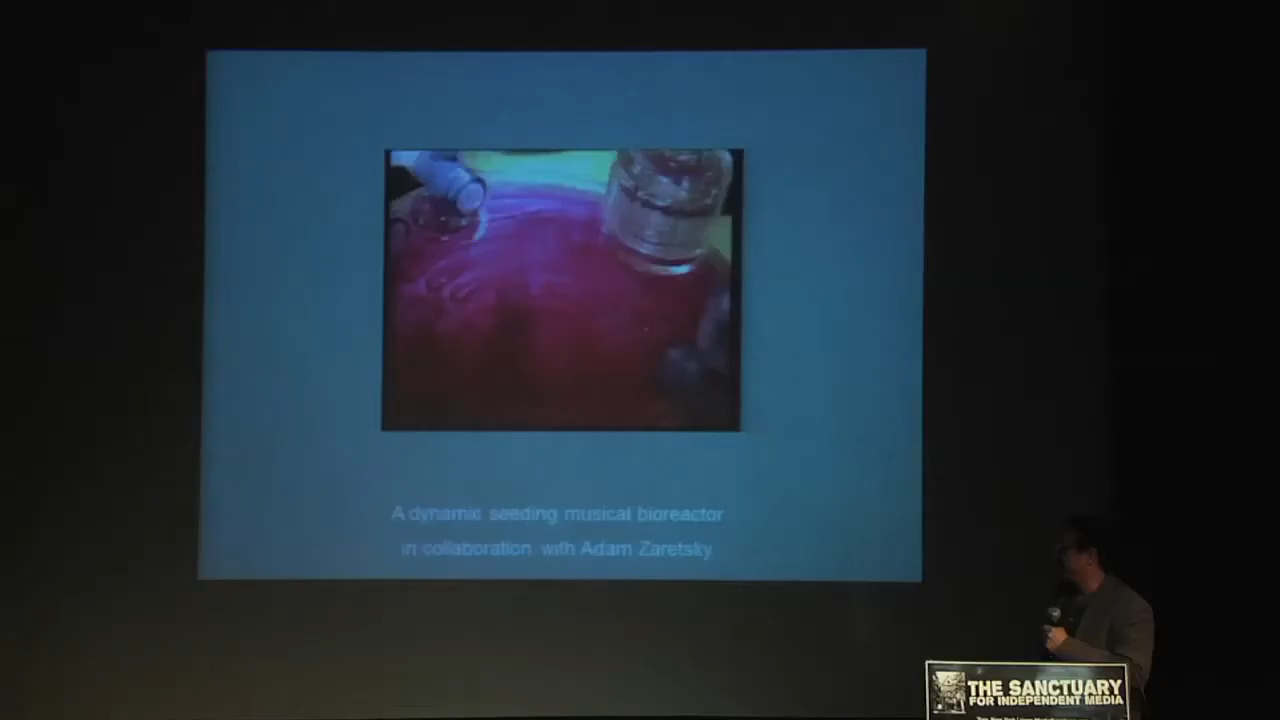 A dynamic seeding musical bioreactor
in collaboration with Adam Zaretsky
THE SANCTUARY
FOR INDEPENDENT MEDIA